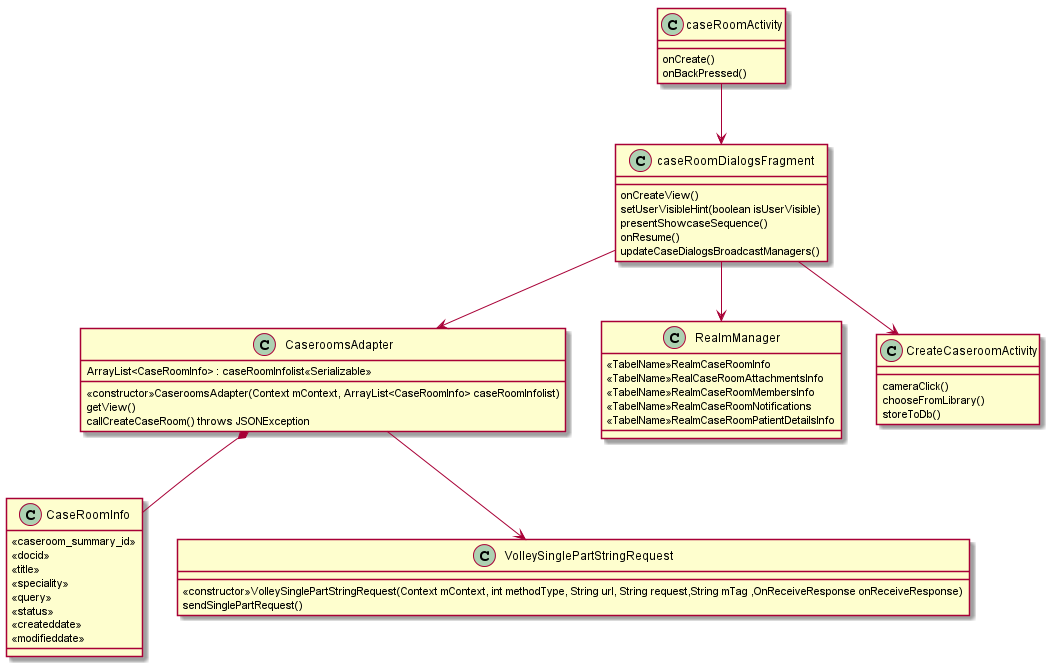 C caseRoomActivity
onCreate()
onBackPressed()
C caseRoomDialogsFragment
onCreateView()
setUserVisibleHint(boolean isUserVisible)
presentShowcaseSequence()
onResume()
updateCaseDialogsBroadcastManagers()
C CaseroomsAdapter
ArrayList<CaseRoomInfo> : caseRoomInfolist«Serializable»
«constructor»CaseroomsAdapter(Context mContext, ArrayList<CaseRoomInfo> caseRoomInfolist)
getView()
callCreateCaseRoom() throws JSONException
C RealmManager
«TabelName»RealmCaseRoomInfo
«TabelName»RealCaseRoomAttachmentsInfo
«TabelName»RealmCaseRoomMembersInfo
«TabelName»RealmCaseRoomNotifications
«TabelName»RealmCaseRoomPatientDetailsInfo
C CreateCaseroomActivity
cameraClick()
chooseFromLibrary()
storeToDb()
C CaseRoomInfo
«caseroom_summary_id»
«docid»
«title»
«speciality»
«query»
«status»
«createddate»
«modifieddate»
C VolleySinglePartStringRequest
«constructor»VolleySinglePartStringRequest(Context mContext, int methodType, String url, String request,String mTag ,OnReceiveResponse onReceiveResponse)
sendSinglePartRequest()